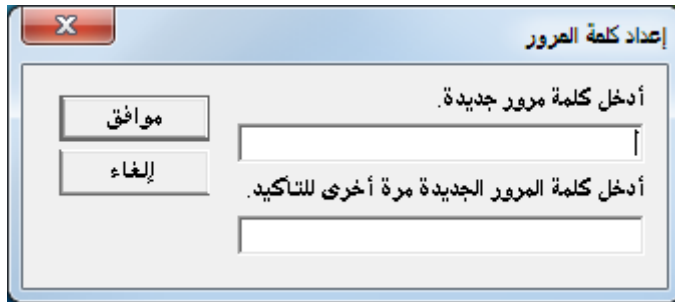 إعداد كلمة المرور
أدخل كلمة مرور جديدة.
موافق
إلغاء
أدخل كلمة المرور الجديدة مرة أخرى للتأكيد.